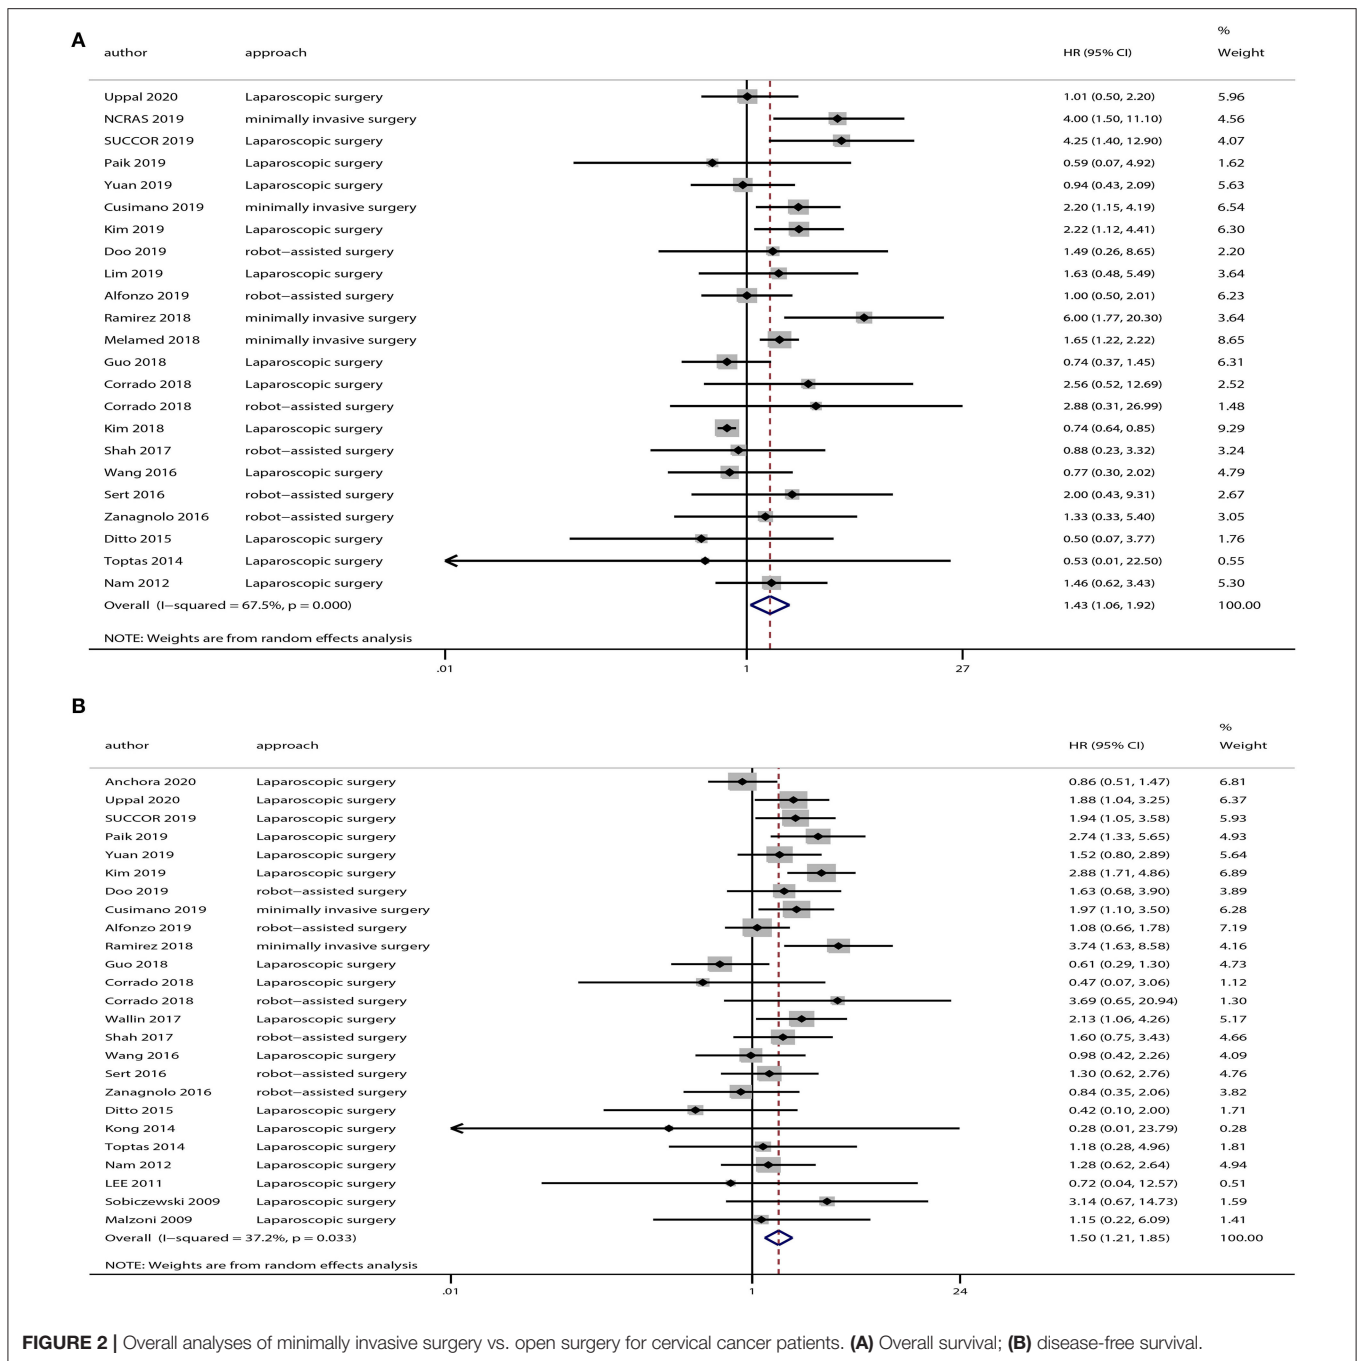 A
%
author approach HR (95% CI) Weight
Uppal 2020 Laparoscopic surgery 1.01 (0.50, 2.20) 5.96
NCRAS 2019 minimally invasive surgery 4.00 (1.50, 11.10) 4.56
SUCCOR 2019 Laparoscopic surgery 4.25 (1.40, 12.90) 4.07
Paik 2019 Laparoscopic surgery 0.59 (0.07, 4.92) 1.62
Yuan 2019 Laparoscopic surgery 0.94 (0.43, 2.09) 5.63
Cusimano 2019 minimally invasive surgery 2.20 (1.15, 4.19) 6.54
Kim 2019 Laparoscopic surgery 2.22 (1.12, 4.41) 6.30
Doo 2019 robot−assisted surgery 1.49 (0.26, 8.65) 2.20
Lim 2019 Laparoscopic surgery 1.63 (0.48, 5.49) 3.64
Alfonzo 2019 robot−assisted surgery 1.00 (0.50, 2.01) 6.23
Ramirez 2018 minimally invasive surgery 6.00 (1.77, 20.30) 3.64
Melamed 2018 minimally invasive surgery 1.65 (1.22, 2.22) 8.65
Guo 2018 Laparoscopic surgery 0.74 (0.37, 1.45) 6.31
Corrado 2018 Laparoscopic surgery 2.56 (0.52, 12.69) 2.52
Corrado 2018 robot−assisted surgery 2.88 (0.31, 26.99) 1.48
Kim 2018 Laparoscopic surgery 0.74 (0.64, 0.85) 9.29
Shah 2017 robot−assisted surgery 0.88 (0.23, 3.32) 3.24
Wang 2016 Laparoscopic surgery 0.77 (0.30, 2.02) 4.79
Sert 2016 robot−assisted surgery 2.00 (0.43, 9.31) 2.67
Zanagnolo 2016 robot−assisted surgery 1.33 (0.33, 5.40) 3.05
Ditto 2015 Laparoscopic surgery 0.50 (0.07, 3.77) 1.76
Toptas 2014 Laparoscopic surgery 0.53 (0.01, 22.50) 0.55
Nam 2012 Laparoscopic surgery 1.46 (0.62, 3.43) 5.30
Overall (I−squared = 67.5%, p = 0.000) 1.43 (1.06, 1.92) 100.00
NOTE: Weights are from random effects analysis
.01 1 27
B
%
author approach HR (95% CI) Weight
Anchora 2020 Laparoscopic surgery 0.86 (0.51, 1.47) 6.81
Uppal 2020 Laparoscopic surgery 1.88 (1.04, 3.25) 6.37
SUCCOR 2019 Laparoscopic surgery 1.94 (1.05, 3.58) 5.93
Paik 2019 Laparoscopic surgery 2.74 (1.33, 5.65) 4.93
Yuan 2019 Laparoscopic surgery 1.52 (0.80, 2.89) 5.64
Kim 2019 Laparoscopic surgery 2.88 (1.71, 4.86) 6.89
Doo 2019 robot−assisted surgery 1.63 (0.68, 3.90) 3.89
Cusimano 2019 minimally invasive surgery 1.97 (1.10, 3.50) 6.28
Alfonzo 2019 robot−assisted surgery 1.08 (0.66, 1.78) 7.19
Ramirez 2018 minimally invasive surgery 3.74 (1.63, 8.58) 4.16
Guo 2018 Laparoscopic surgery 0.61 (0.29, 1.30) 4.73
Corrado 2018 Laparoscopic surgery 0.47 (0.07, 3.06) 1.12
Corrado 2018 robot−assisted surgery 3.69 (0.65, 20.94) 1.30
Wallin 2017 Laparoscopic surgery 2.13 (1.06, 4.26) 5.17
Shah 2017 robot−assisted surgery 1.60 (0.75, 3.43) 4.66
Wang 2016 Laparoscopic surgery 0.98 (0.42, 2.26) 4.09
Sert 2016 robot−assisted surgery 1.30 (0.62, 2.76) 4.76
Zanagnolo 2016 robot−assisted surgery 0.84 (0.35, 2.06) 3.82
Ditto 2015 Laparoscopic surgery 0.42 (0.10, 2.00) 1.71
Kong 2014 Laparoscopic surgery 0.28 (0.01, 23.79) 0.28
Toptas 2014 Laparoscopic surgery 1.18 (0.28, 4.96) 1.81
Nam 2012 Laparoscopic surgery 1.28 (0.62, 2.64) 4.94
LEE 2011 Laparoscopic surgery 0.72 (0.04, 12.57) 0.51
Sobiczewski 2009 Laparoscopic surgery 3.14 (0.67, 14.73) 1.59
Malzoni 2009 Laparoscopic surgery 1.15 (0.22, 6.09) 1.41
Overall (I−squared = 37.2%, p = 0.033) 1.50 (1.21, 1.85) 100.00
NOTE: Weights are from random effects analysis
.01 1 24
FIGURE 2 | Overall analyses of minimally invasive surgery vs. open surgery for cervical cancer patients. (A) Overall survival; (B) disease-free survival.